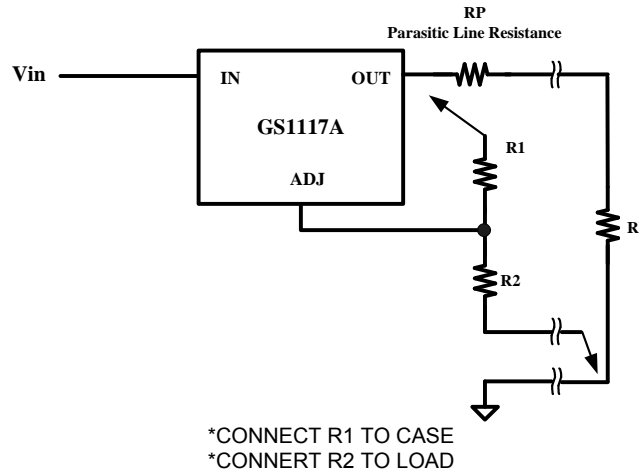 RP
Parasitic Line Resistance
Vin
IN
OUT
GS1117A
R1
ADJ
R
R2
*CONNECT R1 TO CASE
*CONNERT R2 TO LOAD